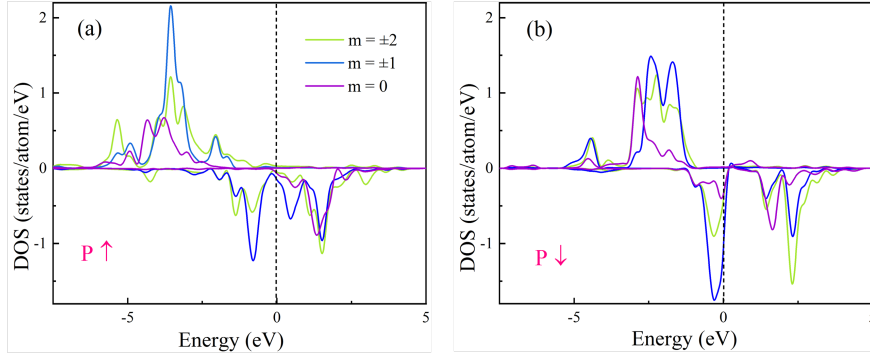 (a)
m = ±2
m = ±1
m = 0
P ↑
2
1
0
-1
DOS (states/atom/eV)
-5
0
5
Energy (eV)
(b)
P ↓
2
1
0
-1
DOS (states/atom/eV)
-5
0
5
Energy (eV)